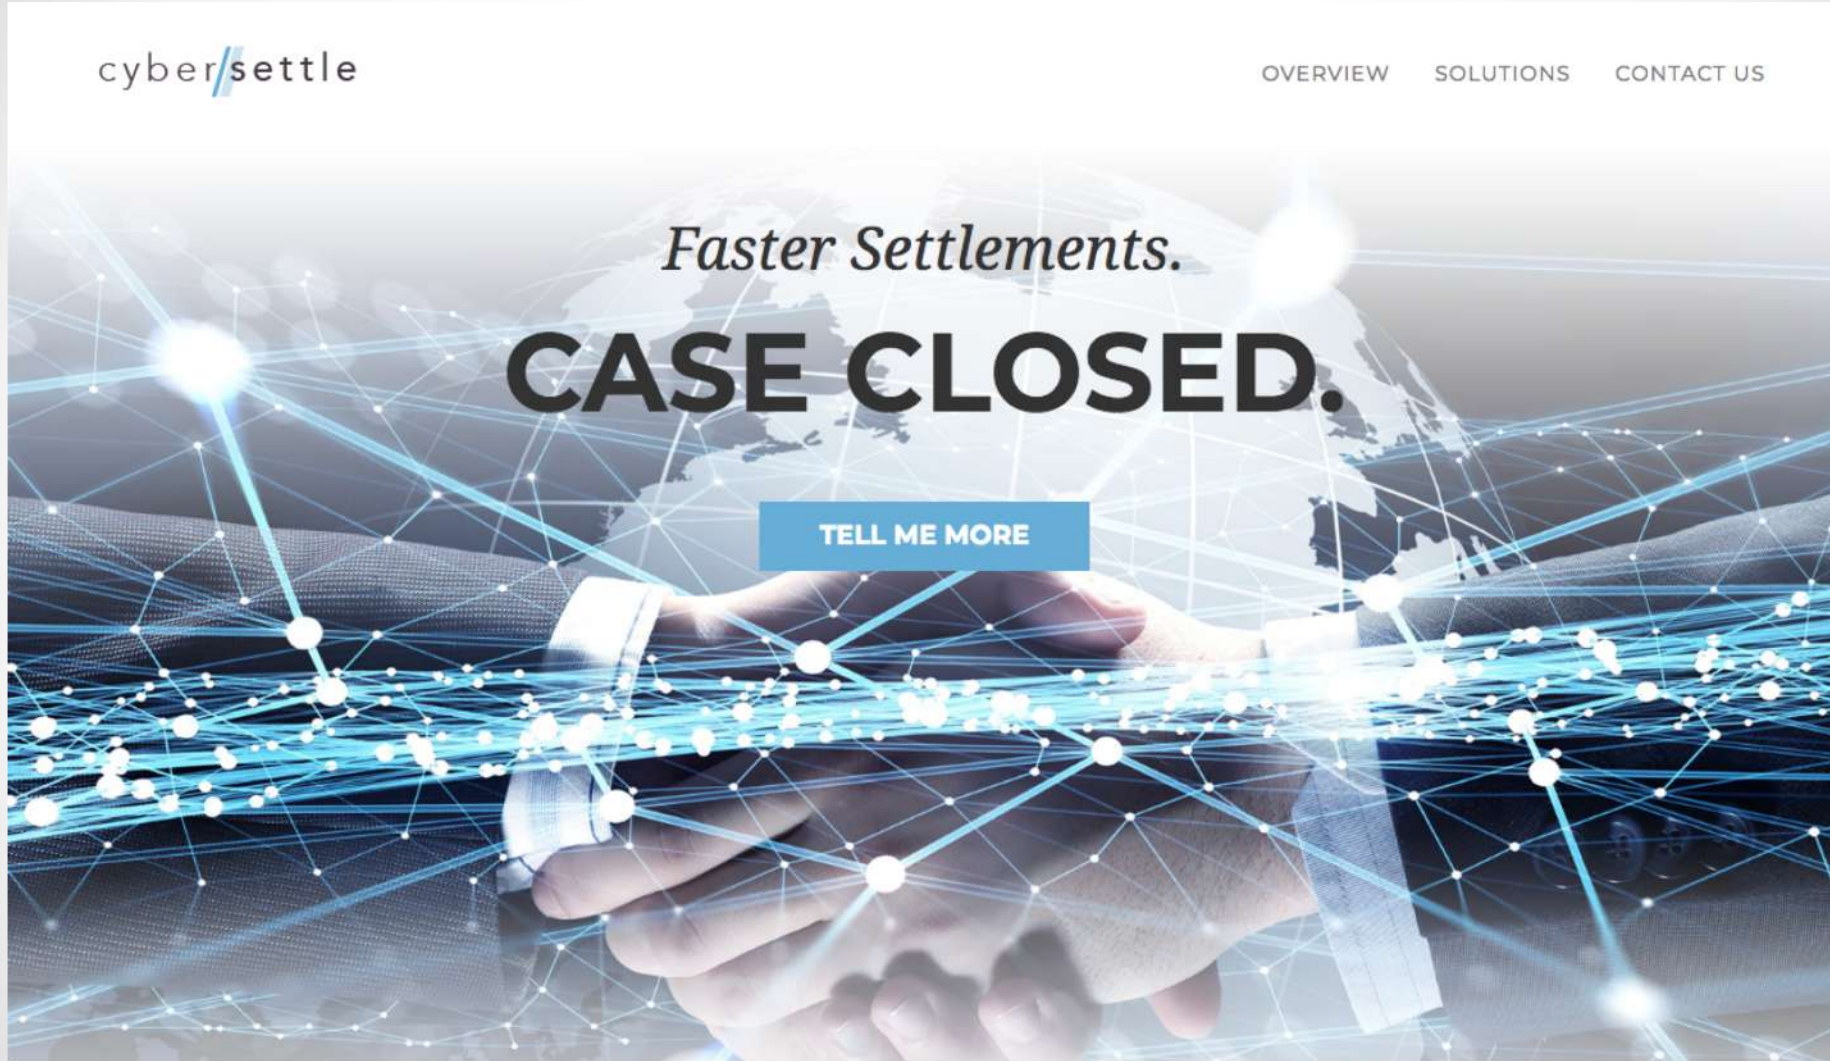 cyber//settle
OVERVIEW SOLUTIONS CONTACT US
Faster Settlements.
CASE CLOSED.
TELL ME MORE